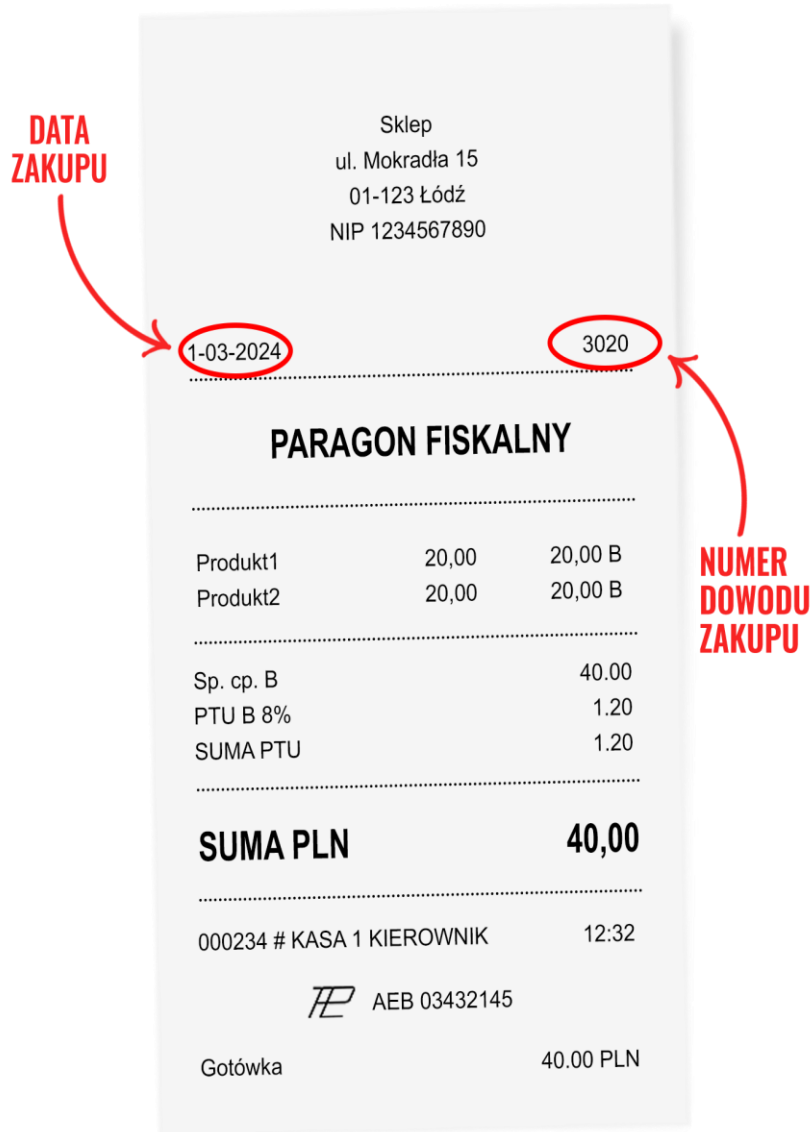 DATA
ZAKUPU
Sklep
ul. Mokradła 15
01-123 Łódź
NIP 1234567890
1-03-2024 3020
PARAGON FISKALNY
Produkt1 20,00 20,00 B
Produkt2 20,00 20,00 B
NUMER
DOWODU
ZAKUPU
Sp. cp. B 40.00
PTU B 8% 1.20
SUMA PTU 1.20
SUMA PLN 40,00
000234 # KASA 1 KIEROWNIK 12:32
AEB 03432145
Gotówka 40.00 PLN